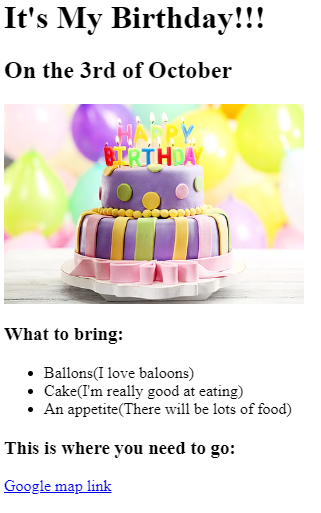 It's My Birthday!!!
On the 3rd of October
HAPPY
BIRTHDAY
What to bring:
Ballons(I love baloons)
Cake(I'm really good at eating)
An appetite(There will be lots of food)
This is where you need to go:
Google map link